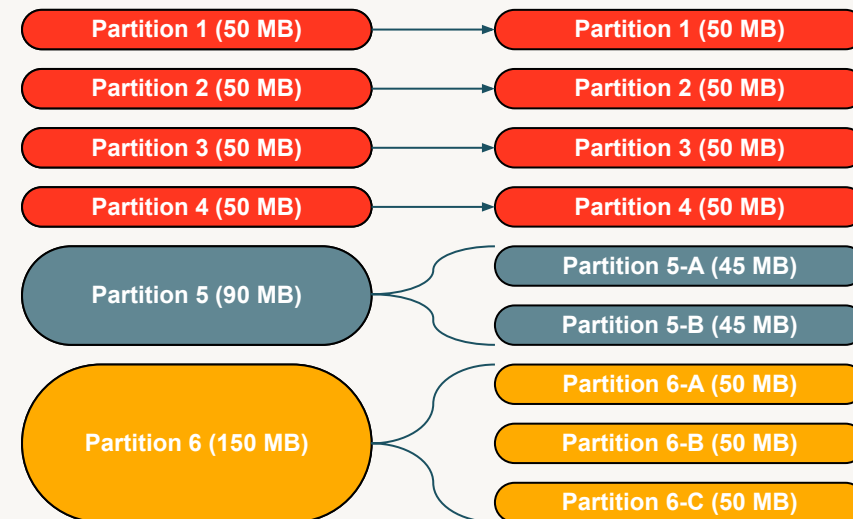 Partition 1 (50 MB)
Partition 1 (50 MB)
Partition 2 (50 MB)
Partition 2 (50 MB)
Partition 3 (50 MB)
Partition 3 (50 MB)
Partition 4 (50 MB)
Partition 4 (50 MB)
Partition 5 (90 MB)
Partition 5-A (45 MB)
Partition 5-B (45 MB)
Partition 6 (150 MB)
Partition 6-A (50 MB)
Partition 6-B (50 MB)
Partition 6-C (50 MB)